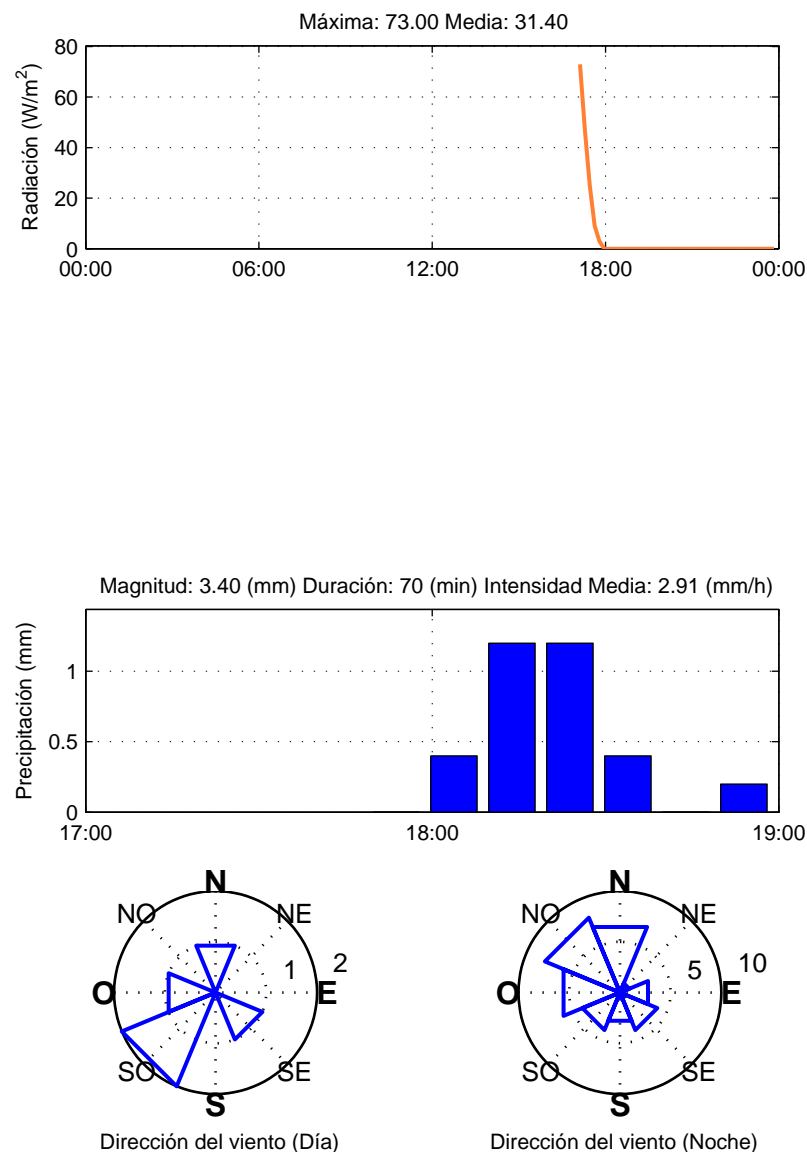 Máxima: 73.00 Media: 31.40
Radiación (W/m²)
80
60
40
20
0
00:00 06:00 12:00 18:00 00:00
Magnitud: 3.40 (mm) Duración: 70 (min) Intensidad Media: 2.91 (mm/h)
Precipitación (mm)
1
0.5
0
17:00 18:00 19:00
N
NO NE
1 2
O E
SO SE
S
Dirección del viento (Día)
N
NO NE
5 10
O E
SO SE
S
Dirección del viento (Noche)